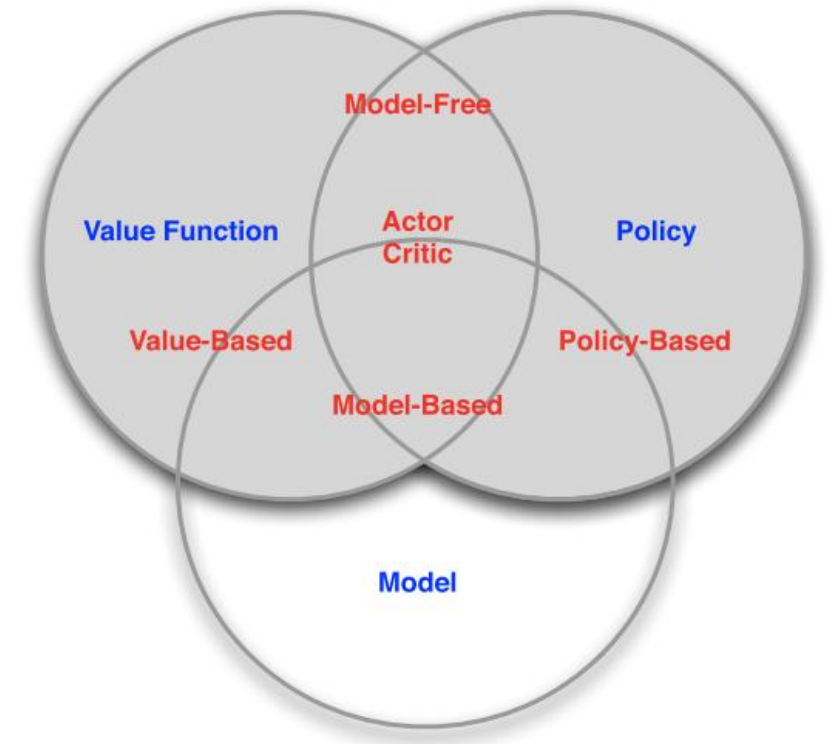 Model-Free
Value Function
Actor
Critic
Policy
Value-Based
Policy-Based
Model-Based
Model